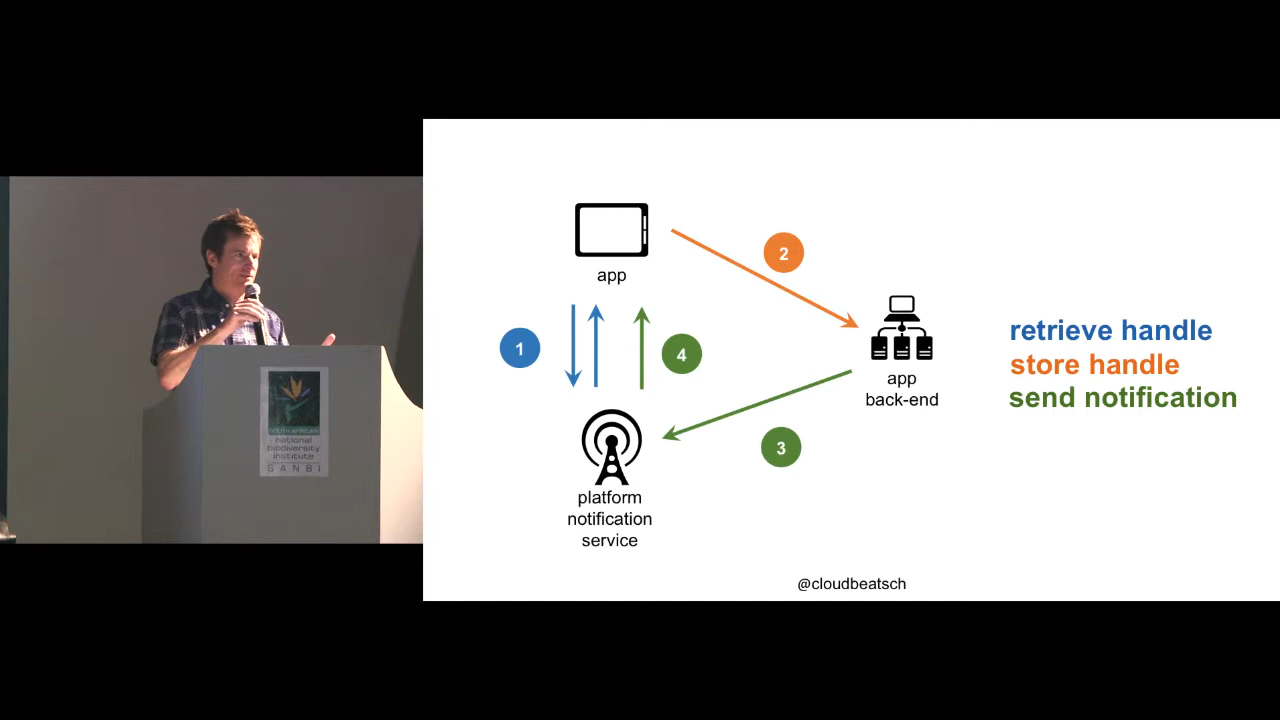 SOUTH AFRICAN
national
biodiversity
institute
SANBI
app
1
2
4
3
app
back-end
platform
notification
service
retrieve handle
store handle
send notification
@cloudbeatsch